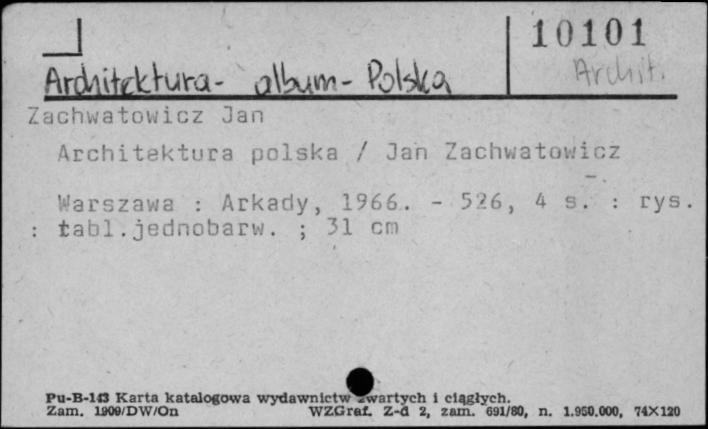 10101
Archit.
Architektura - album - Polska
Zachwatowicz Jan
Architektura polska / Jan Zachwatowicz
Warszawa : Arkady, 1966. - 526, 4 s. : rys.
: tabl.jednobarw. ; 31 cm
Pu-B-143 Karta katalogowa wydawnictw zwartych i ciągłych.
Zam. 1909/DW/On WZGraf. Z-d 2, zam. 691/80, n. 1.950.000, 74×120